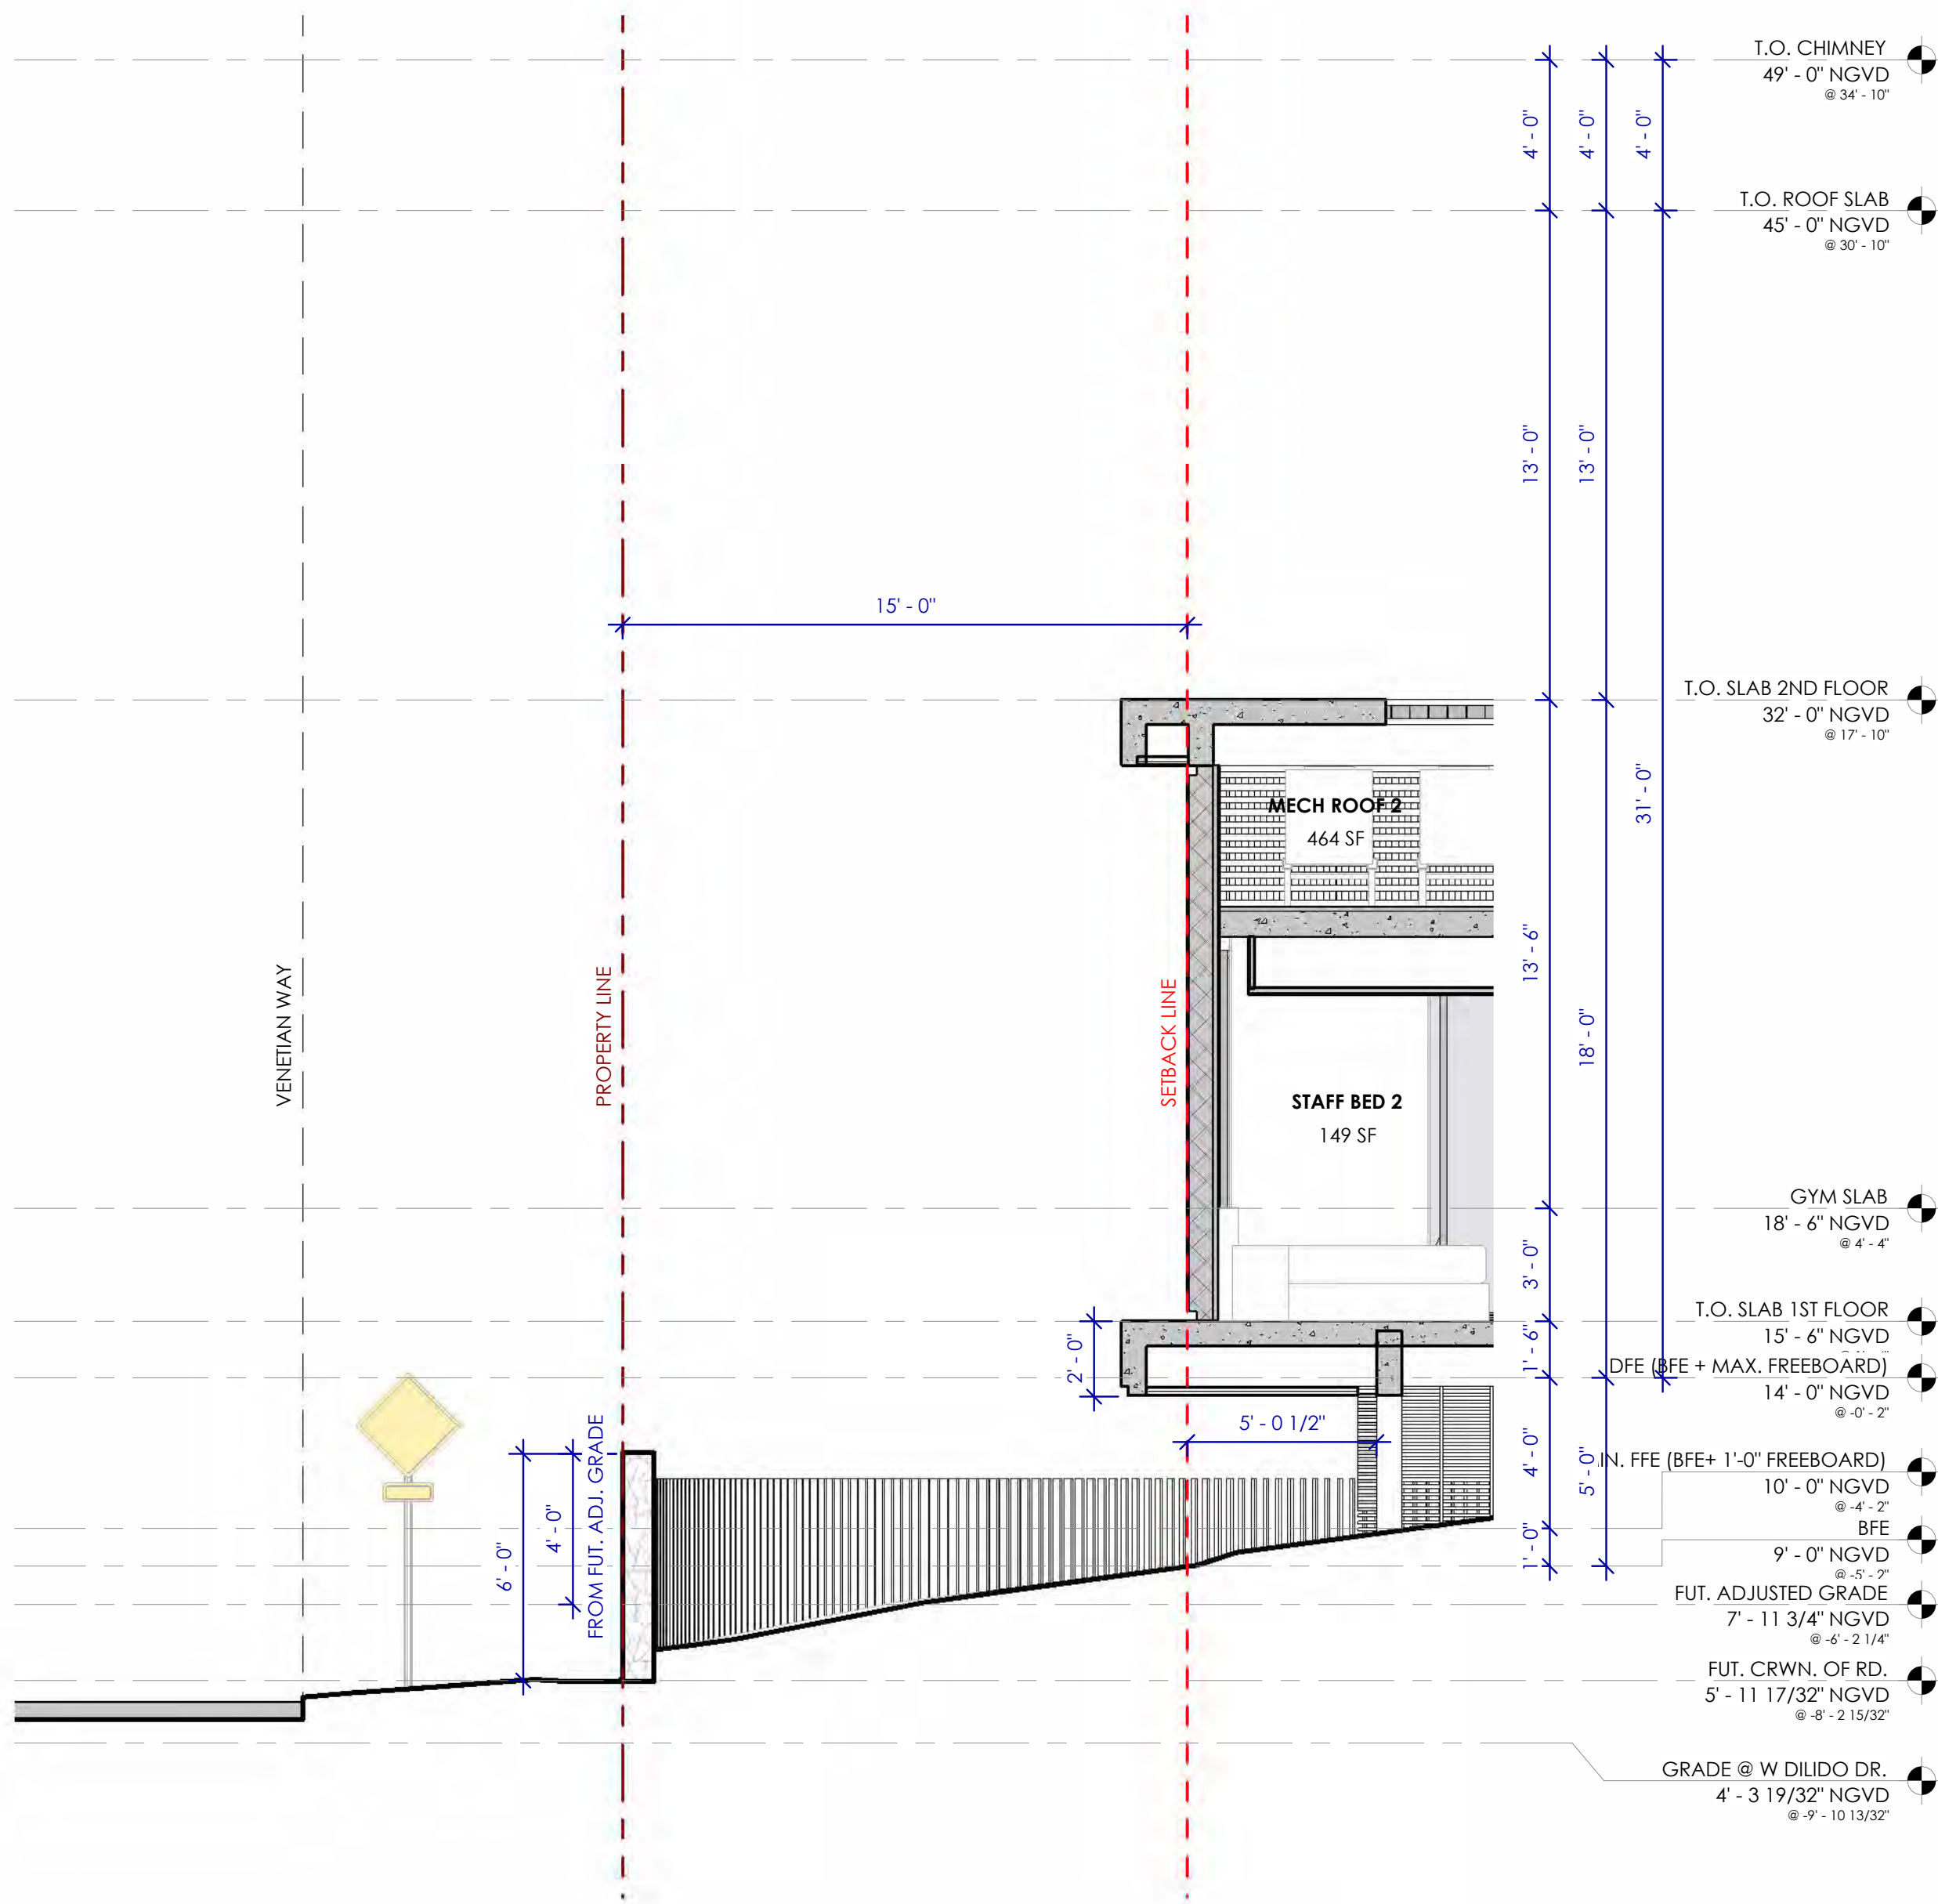 T.O. CHIMNEY
49' - 0" NGVD
@ 34' - 10"
4' - 0"
4' - 0"
4' - 0"
T.O. ROOF SLAB
45' - 0" NGVD
@ 30' - 10"
13' - 0"
13' - 0"
15' - 0"
T.O. SLAB 2ND FLOOR
32' - 0" NGVD
@ 17' - 10"
31' - 0"
MECH ROOF 2
464 SF
13' - 6"
18' - 0"
VENETIAN WAY
PROPERTY LINE
SETBACK LINE
STAFF BED 2
149 SF
GYM SLAB
18' - 6" NGVD
@ 4' - 4"
3' - 0"
T.O. SLAB 1ST FLOOR
15' - 6" NGVD
1' - 6"
2' - 0"
DFE (BFE + MAX. FREEBOARD)
14' - 0" NGVD
@ -0' - 2"
5' - 0 1/2"
4' - 0"
5' - 0"
IN. FFE (BFE+ 1'-0" FREEBOARD)
10' - 0" NGVD
@ -4' - 2"
1' - 0"
BFE
9' - 0" NGVD
@ -5' - 2"
6' - 0"
4' - 0"
FROM FUT. ADJ. GRADE
FUT. ADJUSTED GRADE
7' - 11 3/4" NGVD
@ -6' - 2 1/4"
FUT. CRWN. OF RD.
5' - 11 17/32" NGVD
@ -8' - 2 15/32"
GRADE @ W DILIDO DR.
4' - 3 19/32" NGVD
@ -9' - 10 13/32"